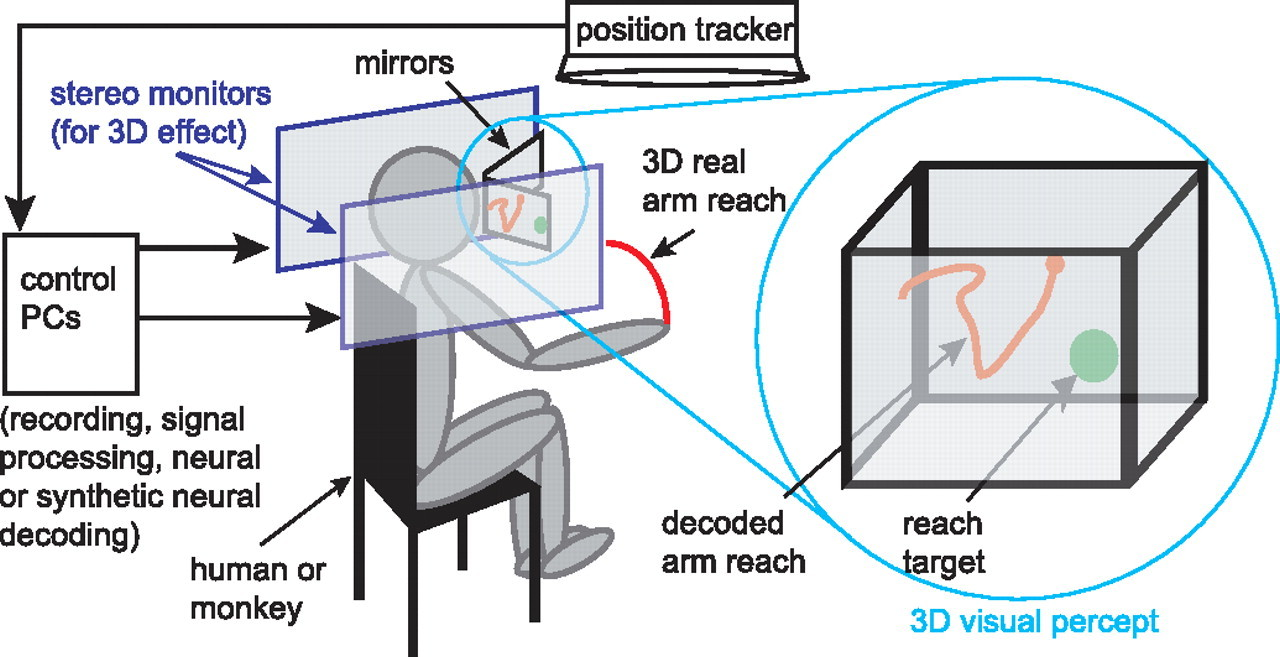 position tracker
mirrors
stereo monitors
(for 3D effect)
3D real
arm reach
control
PCs
(recording, signal
processing, neural
or synthetic neural
decoding)
human or
monkey
decoded
arm reach
reach
target
3D visual percept